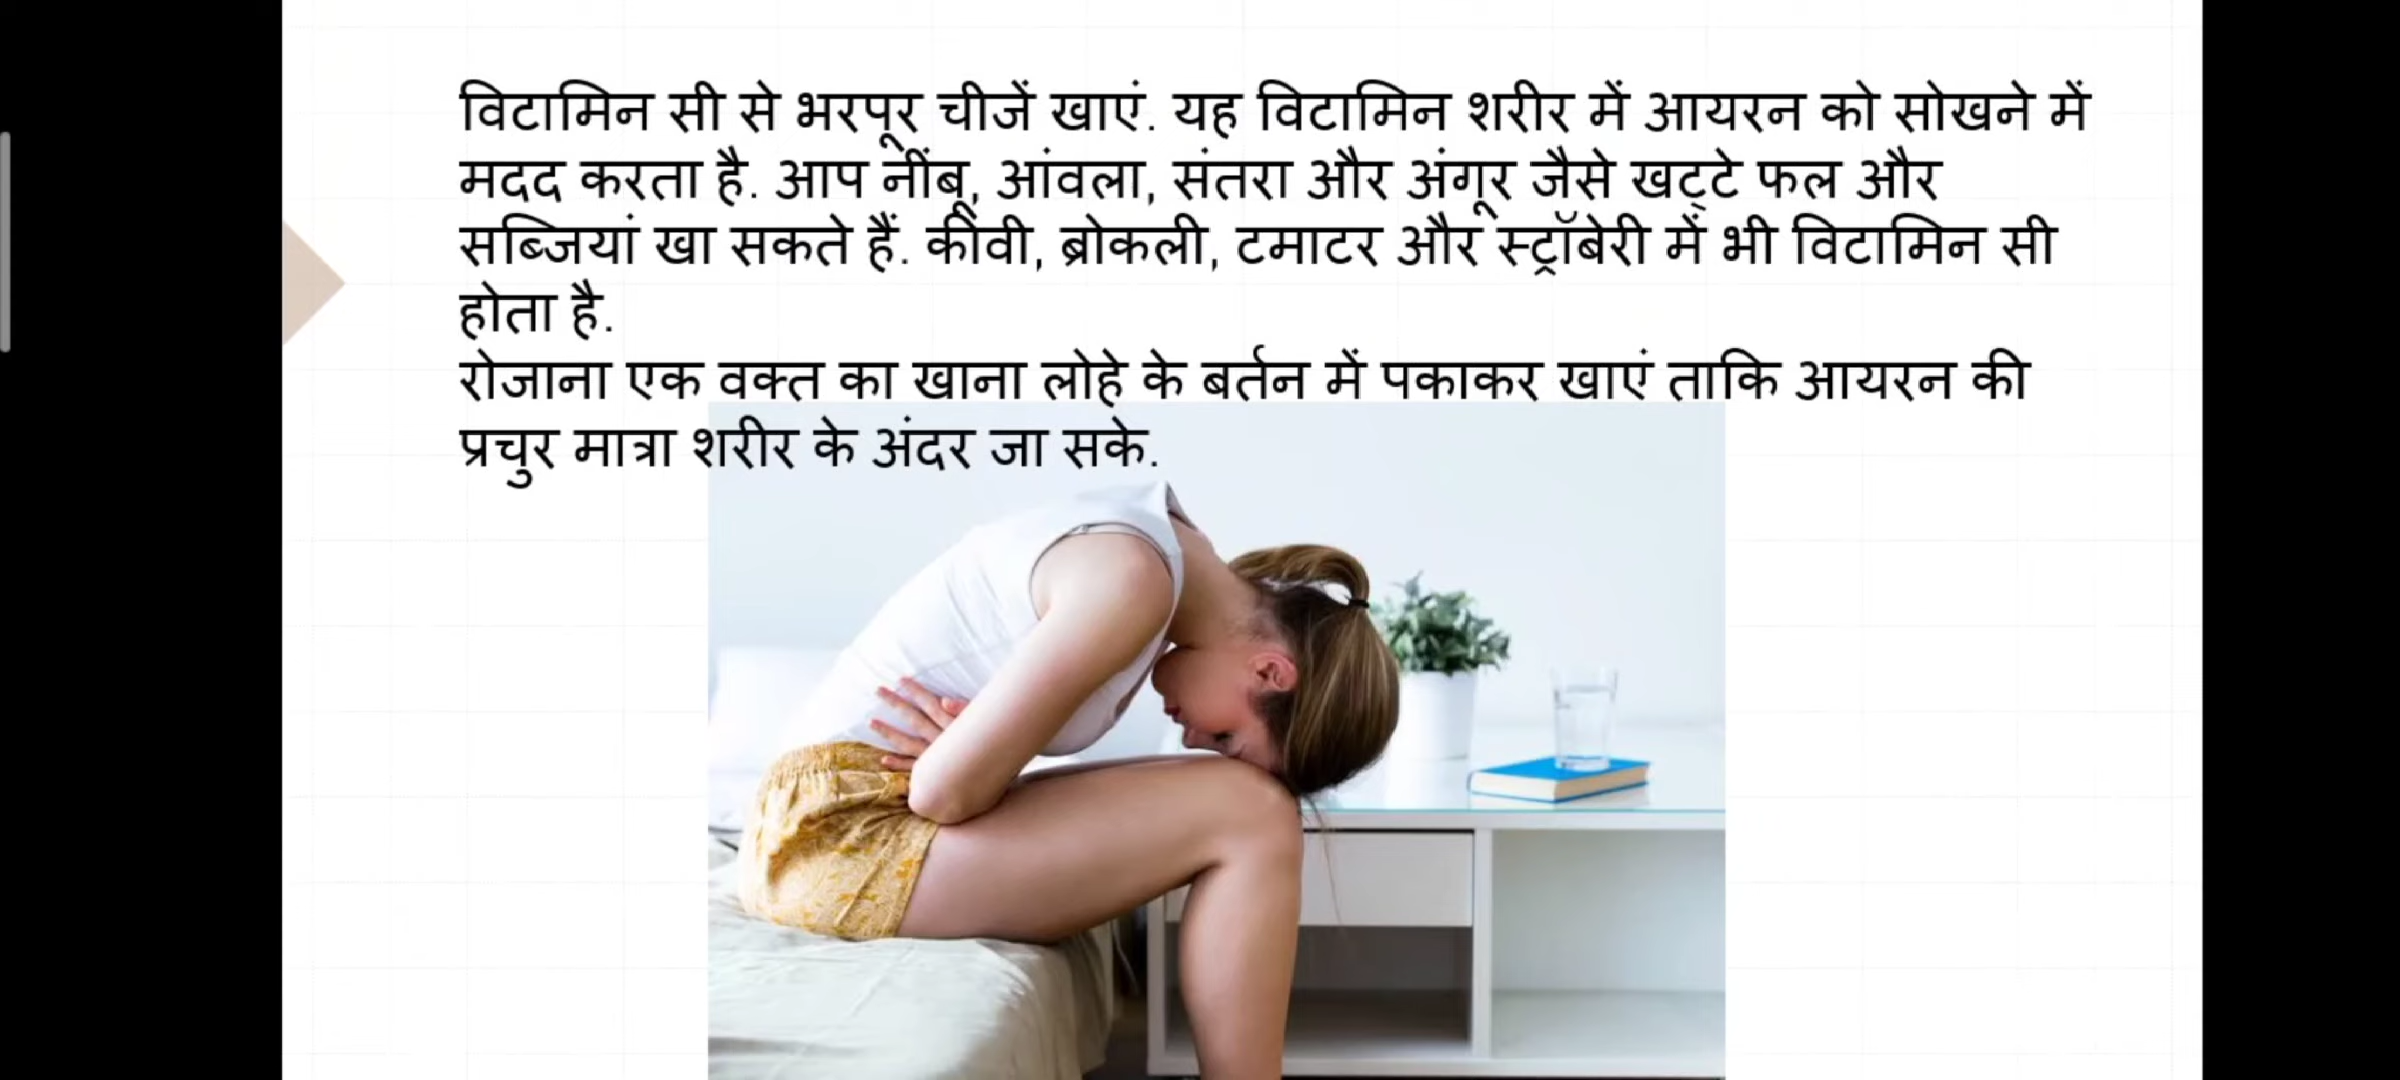 विटामिन सी से भरपूर चीजें खाएं. यह विटामिन शरीर में आयरन को सोखने में
मदद करता है. आप नींबू, आंवला, संतरा और अंगूर जैसे खट्टे फल और
सब्जियां खा सकते हैं. कीवी, ब्रोकली, टमाटर और स्ट्रॉबेरी में भी विटामिन सी
होता है.
रोजाना एक वक्त का खाना लोहे के बर्तन में पकाकर खाएं ताकि आयरन की
प्रचुर मात्रा शरीर के अंदर जा सके.